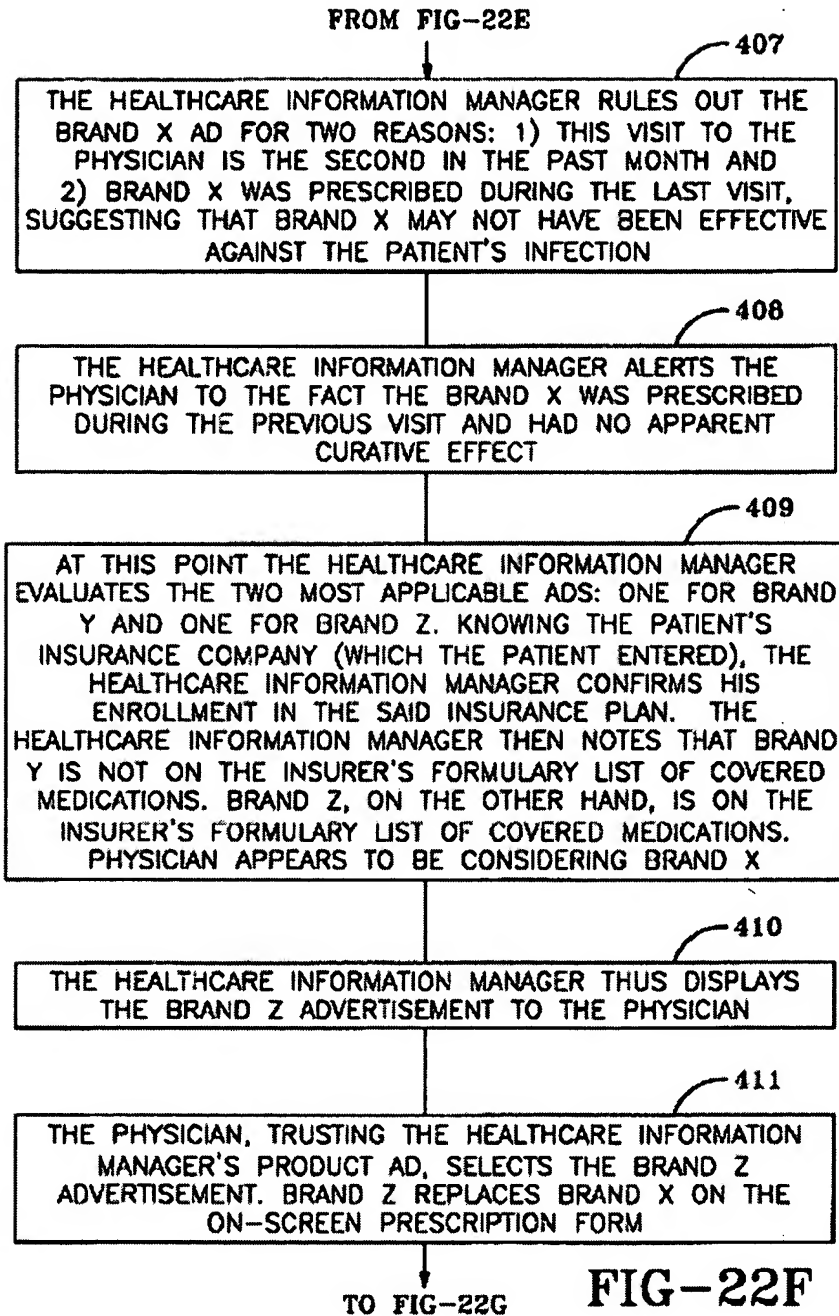 FROM FIG-22E
407
THE HEALTHCARE INFORMATION MANAGER RULES OUT THE
BRAND X AD FOR TWO REASONS: 1) THIS VISIT TO THE
PHYSICIAN IS THE SECOND IN THE PAST MONTH AND
2) BRAND X WAS PRESCRIBED DURING THE LAST VISIT,
SUGGESTING THAT BRAND X MAY NOT HAVE BEEN EFFECTIVE
AGAINST THE PATIENT'S INFECTION
408
THE HEALTHCARE INFORMATION MANAGER ALERTS THE
PHYSICIAN TO THE FACT THE BRAND X WAS PRESCRIBED
DURING THE PREVIOUS VISIT AND HAD NO APPARENT
CURATIVE EFFECT
409
AT THIS POINT THE HEALTHCARE INFORMATION MANAGER
EVALUATES THE TWO MOST APPLICABLE ADS: ONE FOR BRAND
Y AND ONE FOR BRAND Z. KNOWING THE PATIENT'S
INSURANCE COMPANY (WHICH THE PATIENT ENTERED), THE
HEALTHCARE INFORMATION MANAGER CONFIRMS HIS
ENROLLMENT IN THE SAID INSURANCE PLAN. THE
HEALTHCARE INFORMATION MANAGER THEN NOTES THAT BRAND
Y IS NOT ON THE INSURER'S FORMULARY LIST OF COVERED
MEDICATIONS. BRAND Z, ON THE OTHER HAND, IS ON THE
INSURER'S FORMULARY LIST OF COVERED MEDICATIONS.
PHYSICIAN APPEARS TO BE CONSIDERING BRAND X
410
THE HEALTHCARE INFORMATION MANAGER THUS DISPLAYS
THE BRAND Z ADVERTISEMENT TO THE PHYSICIAN
411
THE PHYSICIAN, TRUSTING THE HEALTHCARE INFORMATION
MANAGER'S PRODUCT AD, SELECTS THE BRAND Z
ADVERTISEMENT. BRAND Z REPLACES BRAND X ON THE
ON-SCREEN PRESCRIPTION FORM
TO FIG-22G
FIG-22F